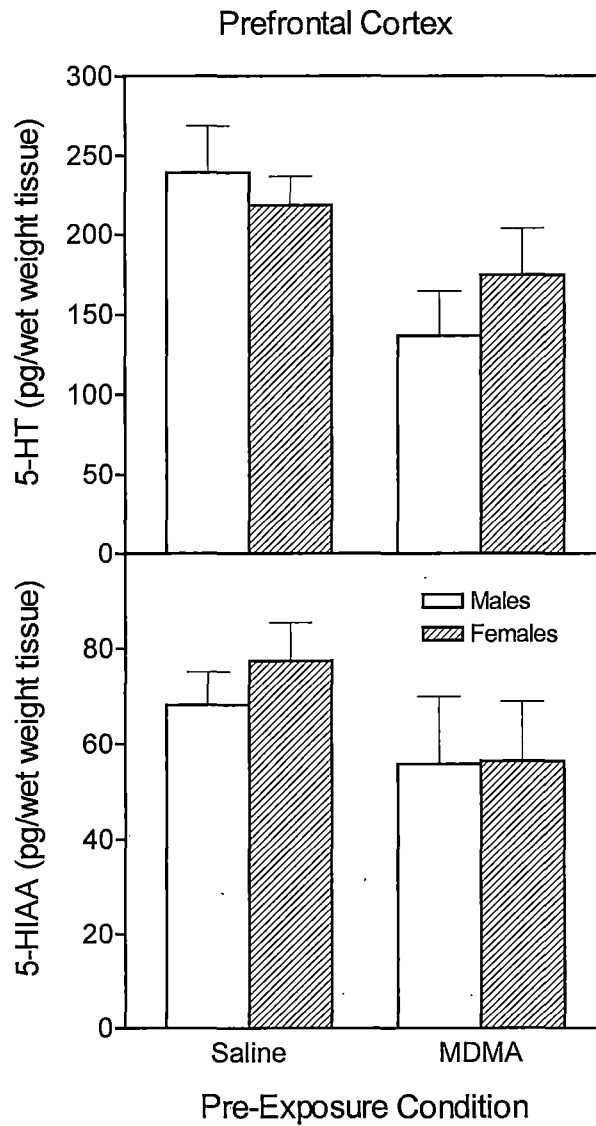 Prefrontal Cortex
300
250
200
150
100
50
0
5-HT (pg/wet weight tissue)
80
60
40
20
0
5-HIAA (pg/wet weight tissue)
Males
Females
Saline MDMA
Pre-Exposure Condition